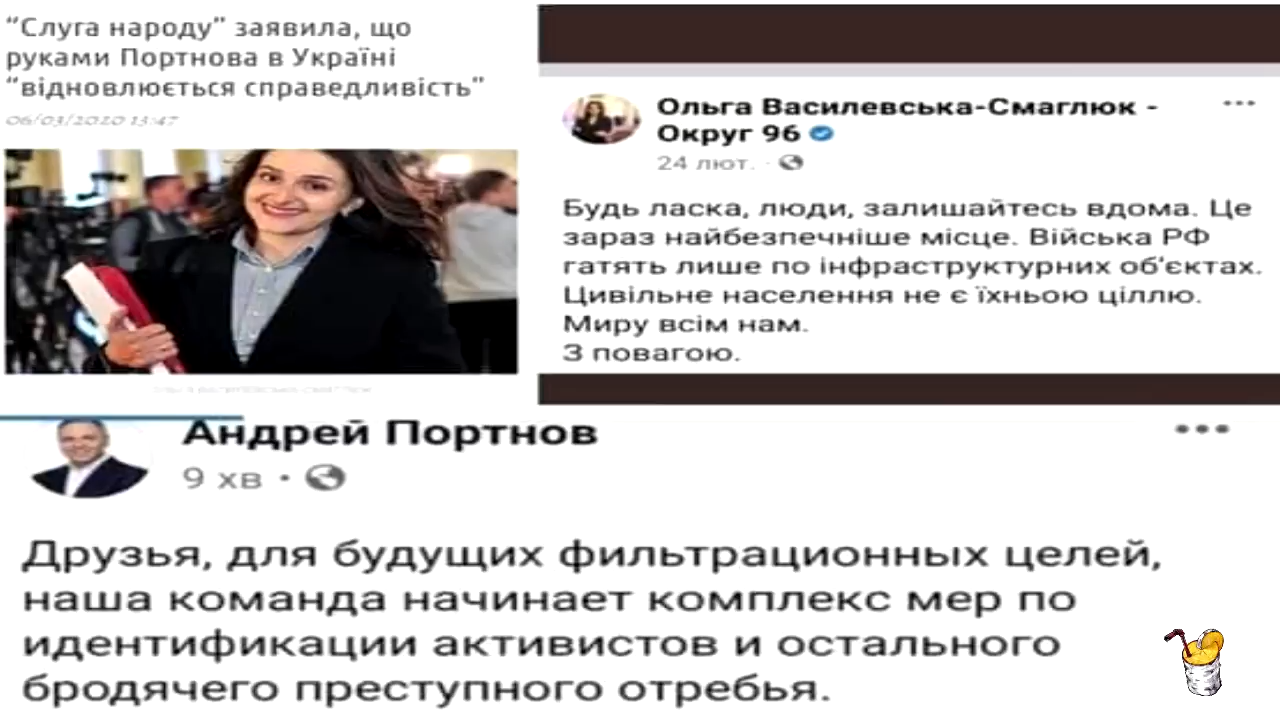 “Слуга народу” заявила, що
руками Портнова в Україні
“відновлюється справедливість”
06/03/2020 13:47
Ольга Василевська-Смаглюк -
Округ 96
24 лют. ·
Будь ласка, люди, залишайтесь вдома. Це
зараз найбезпечніше місце. Війська РФ
гатять лише по інфраструктурних об'єктах.
Цивільне населення не є їхньою ціллю.
Миру всім нам.
З повагою.
Андрей Портнов
9 хв ·
Друзья, для будущих фильтрационных целей,
наша команда начинает комплекс мер по
идентификации активистов и остального
бродячего преступного отребья.